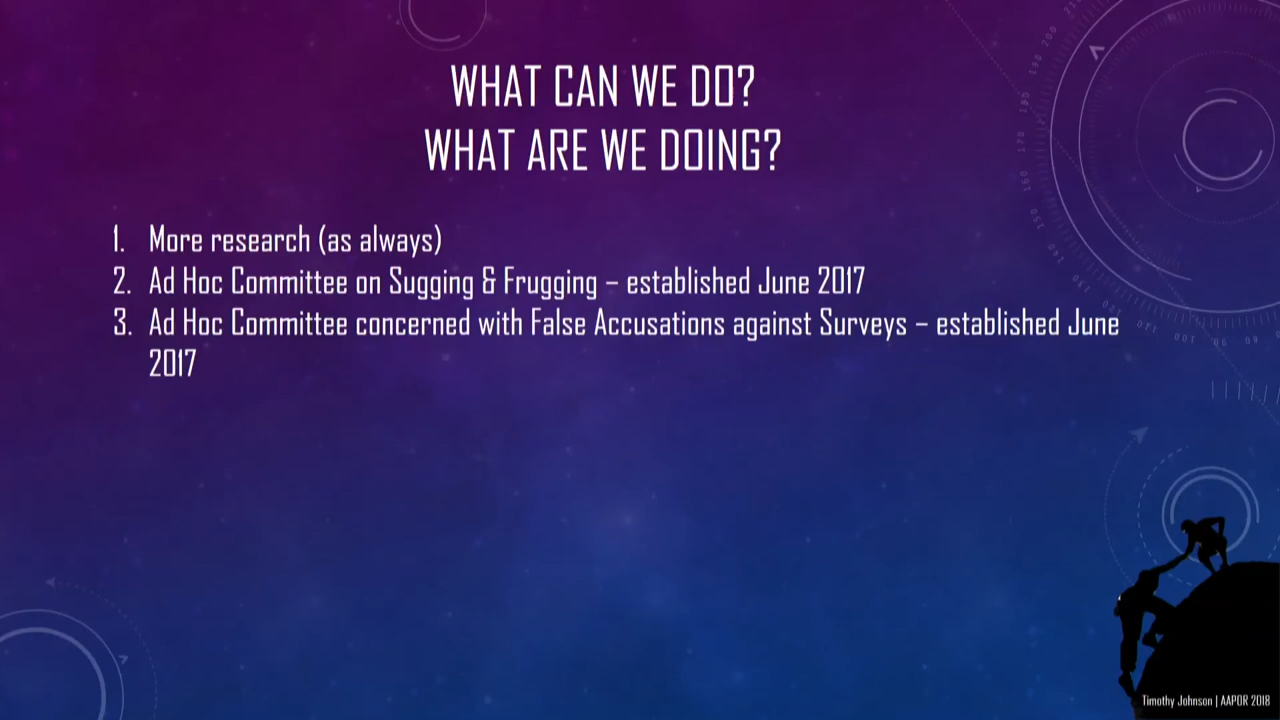 WHAT CAN WE DO?
WHAT ARE WE DOING?
1. More research (as always)
2. Ad Hoc Committee on Sugging & Frugging – established June 2017
3. Ad Hoc Committee concerned with False Accusations against Surveys – established June
2017
Timothy Johnson | AAPOR 2018